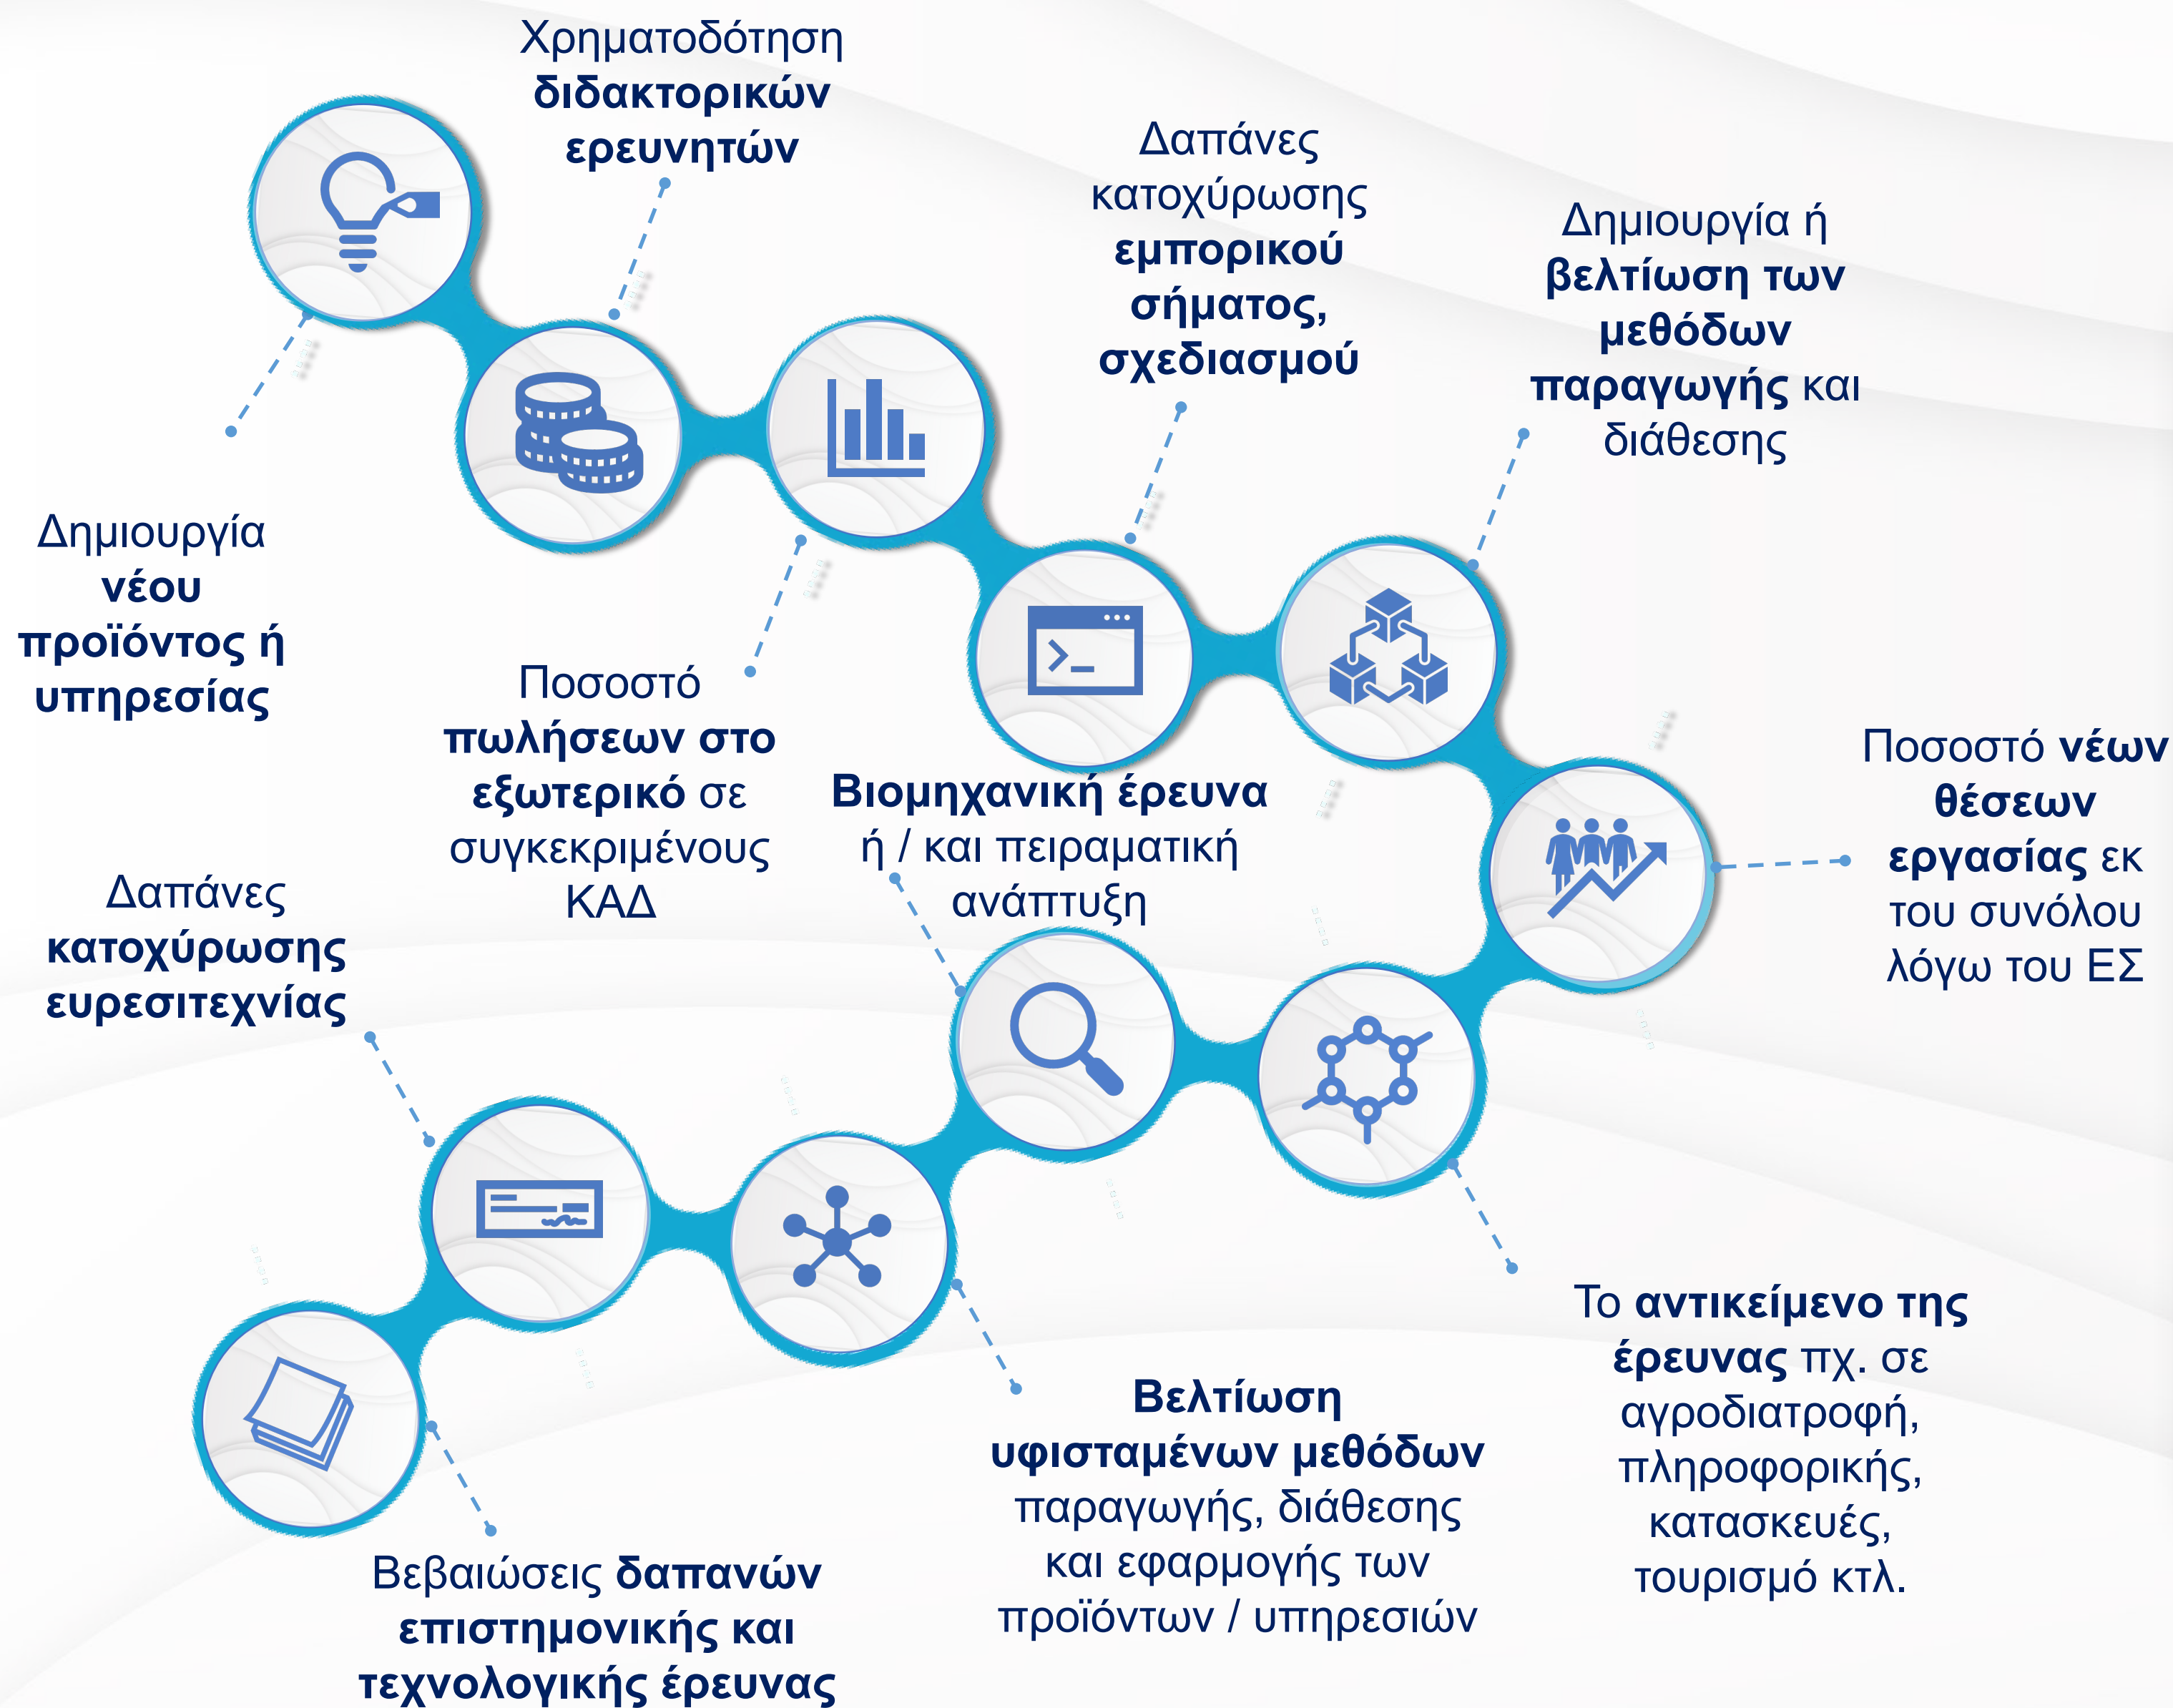 Χρηματοδότηση
διδακτορικών
ερευνητών
Δαπάνες
κατοχύρωσης
εμπορικού
σήματος,
σχεδιασμού
Δημιουργία ή
βελτίωση των
μεθόδων
παραγωγής και
διάθεσης
Δημιουργία
νέου
προϊόντος ή
υπηρεσίας
Ποσοστό
πωλήσεων στο
εξωτερικό σε
συγκεκριμένους
ΚΑΔ
Βιομηχανική έρευνα
ή / και πειραματική
ανάπτυξη
Ποσοστό νέων
θέσεων
εργασίας εκ
του συνόλου
λόγω του ΕΣ
Δαπάνες
κατοχύρωσης
ευρεσιτεχνίας
Το αντικείμενο της
έρευνας πχ. σε
αγροδιατροφή,
πληροφορικής,
κατασκευές,
τουρισμό κτλ.
Βελτίωση
υφισταμένων μεθόδων
παραγωγής, διάθεσης
και εφαρμογής των
προϊόντων / υπηρεσιών
Βεβαιώσεις δαπανών
επιστημονικής και
τεχνολογικής έρευνας